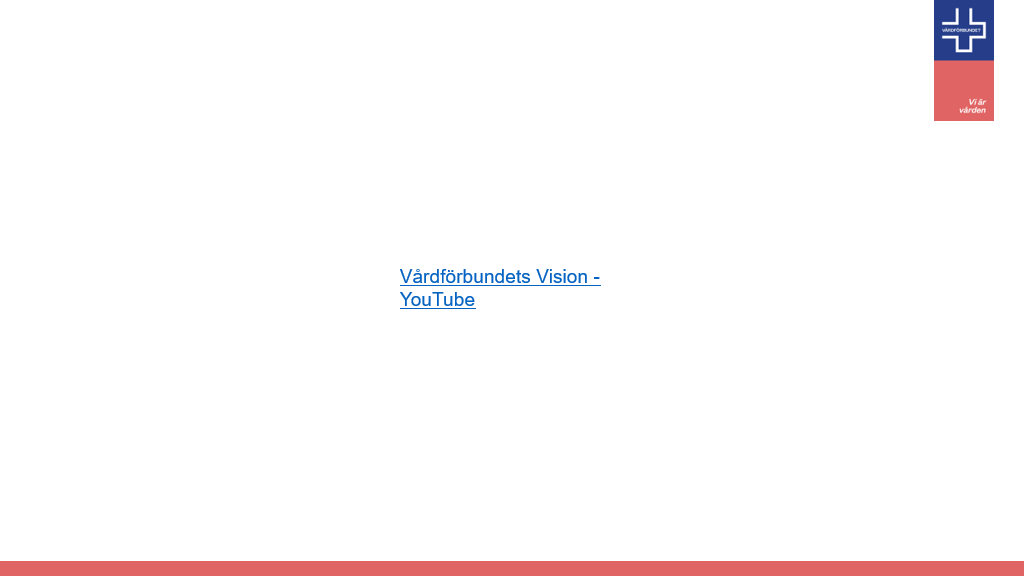 VÅRDFÖRBUNDET
Vi är
vården
Vårdförbundets Vision -
YouTube